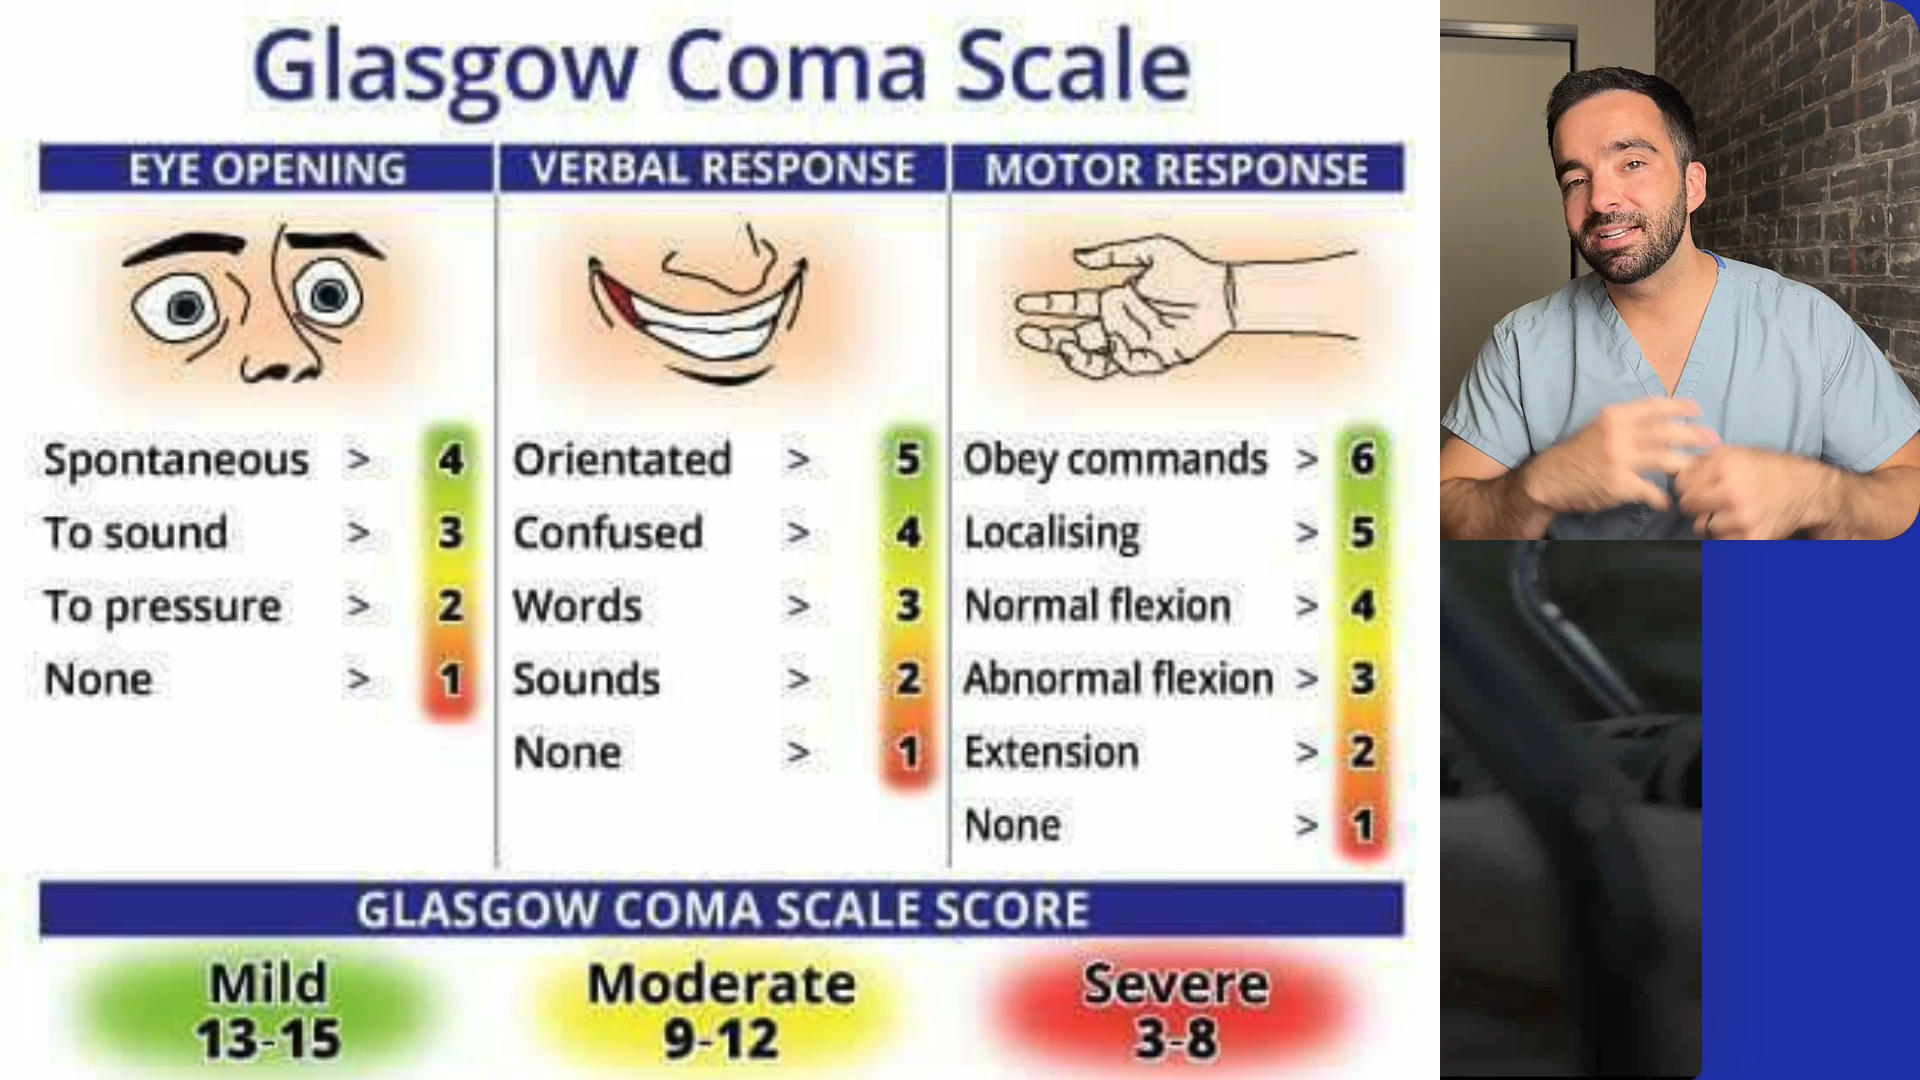 Glasgow Coma Scale
EYE OPENING
Spontaneous > 4
To sound > 3
To pressure > 2
None > 1
VERBAL RESPONSE
Orientated > 5
Confused > 4
Words > 3
Sounds > 2
None > 1
MOTOR RESPONSE
Obey commands > 6
Localising > 5
Normal flexion > 4
Abnormal flexion > 3
Extension > 2
None > 1
GLASGOW COMA SCALE SCORE
Mild
13-15
Moderate
9-12
Severe
3-8